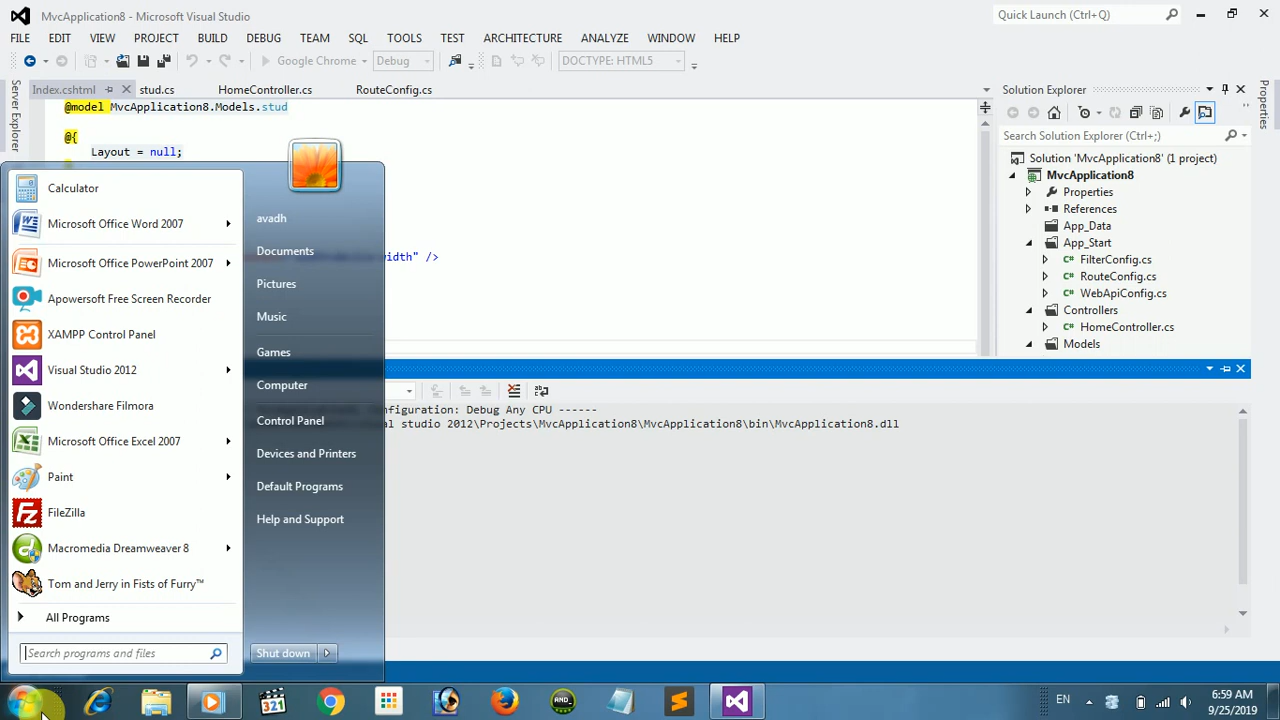 MvcApplication8 - Microsoft Visual Studio
Quick Launch (Ctrl+Q)
FILE EDIT VIEW PROJECT BUILD DEBUG TEAM SQL TOOLS TEST ARCHITECTURE ANALYZE WINDOW HELP
Google Chrome Debug DOCTYPE: HTML5
Index.cshtml stud.cs HomeController.cs RouteConfig.cs
Server Explorer
@model MvcApplication8.Models.stud
@{
Layout = null;
width" />
Solution Explorer
Search Solution Explorer (Ctrl+;)
Solution 'MvcApplication8' (1 project)
MvcApplication8
Properties
References
App_Data
App_Start
FilterConfig.cs
RouteConfig.cs
WebApiConfig.cs
Controllers
HomeController.cs
Models
Properties
Configuration: Debug Any CPU ------
studio 2012\Projects\MvcApplication8\MvcApplication8\bin\MvcApplication8.dll
Calculator
Microsoft Office Word 2007
Microsoft Office PowerPoint 2007
Apowersoft Free Screen Recorder
XAMPP Control Panel
Visual Studio 2012
Wondershare Filmora
Microsoft Office Excel 2007
Paint
FileZilla
Macromedia Dreamweaver 8
Tom and Jerry in Fists of Furry™
All Programs
Search programs and files
avadh
Documents
Pictures
Music
Games
Computer
Control Panel
Devices and Printers
Default Programs
Help and Support
Shut down
321
AND_
EN
6:59 AM
9/25/2019